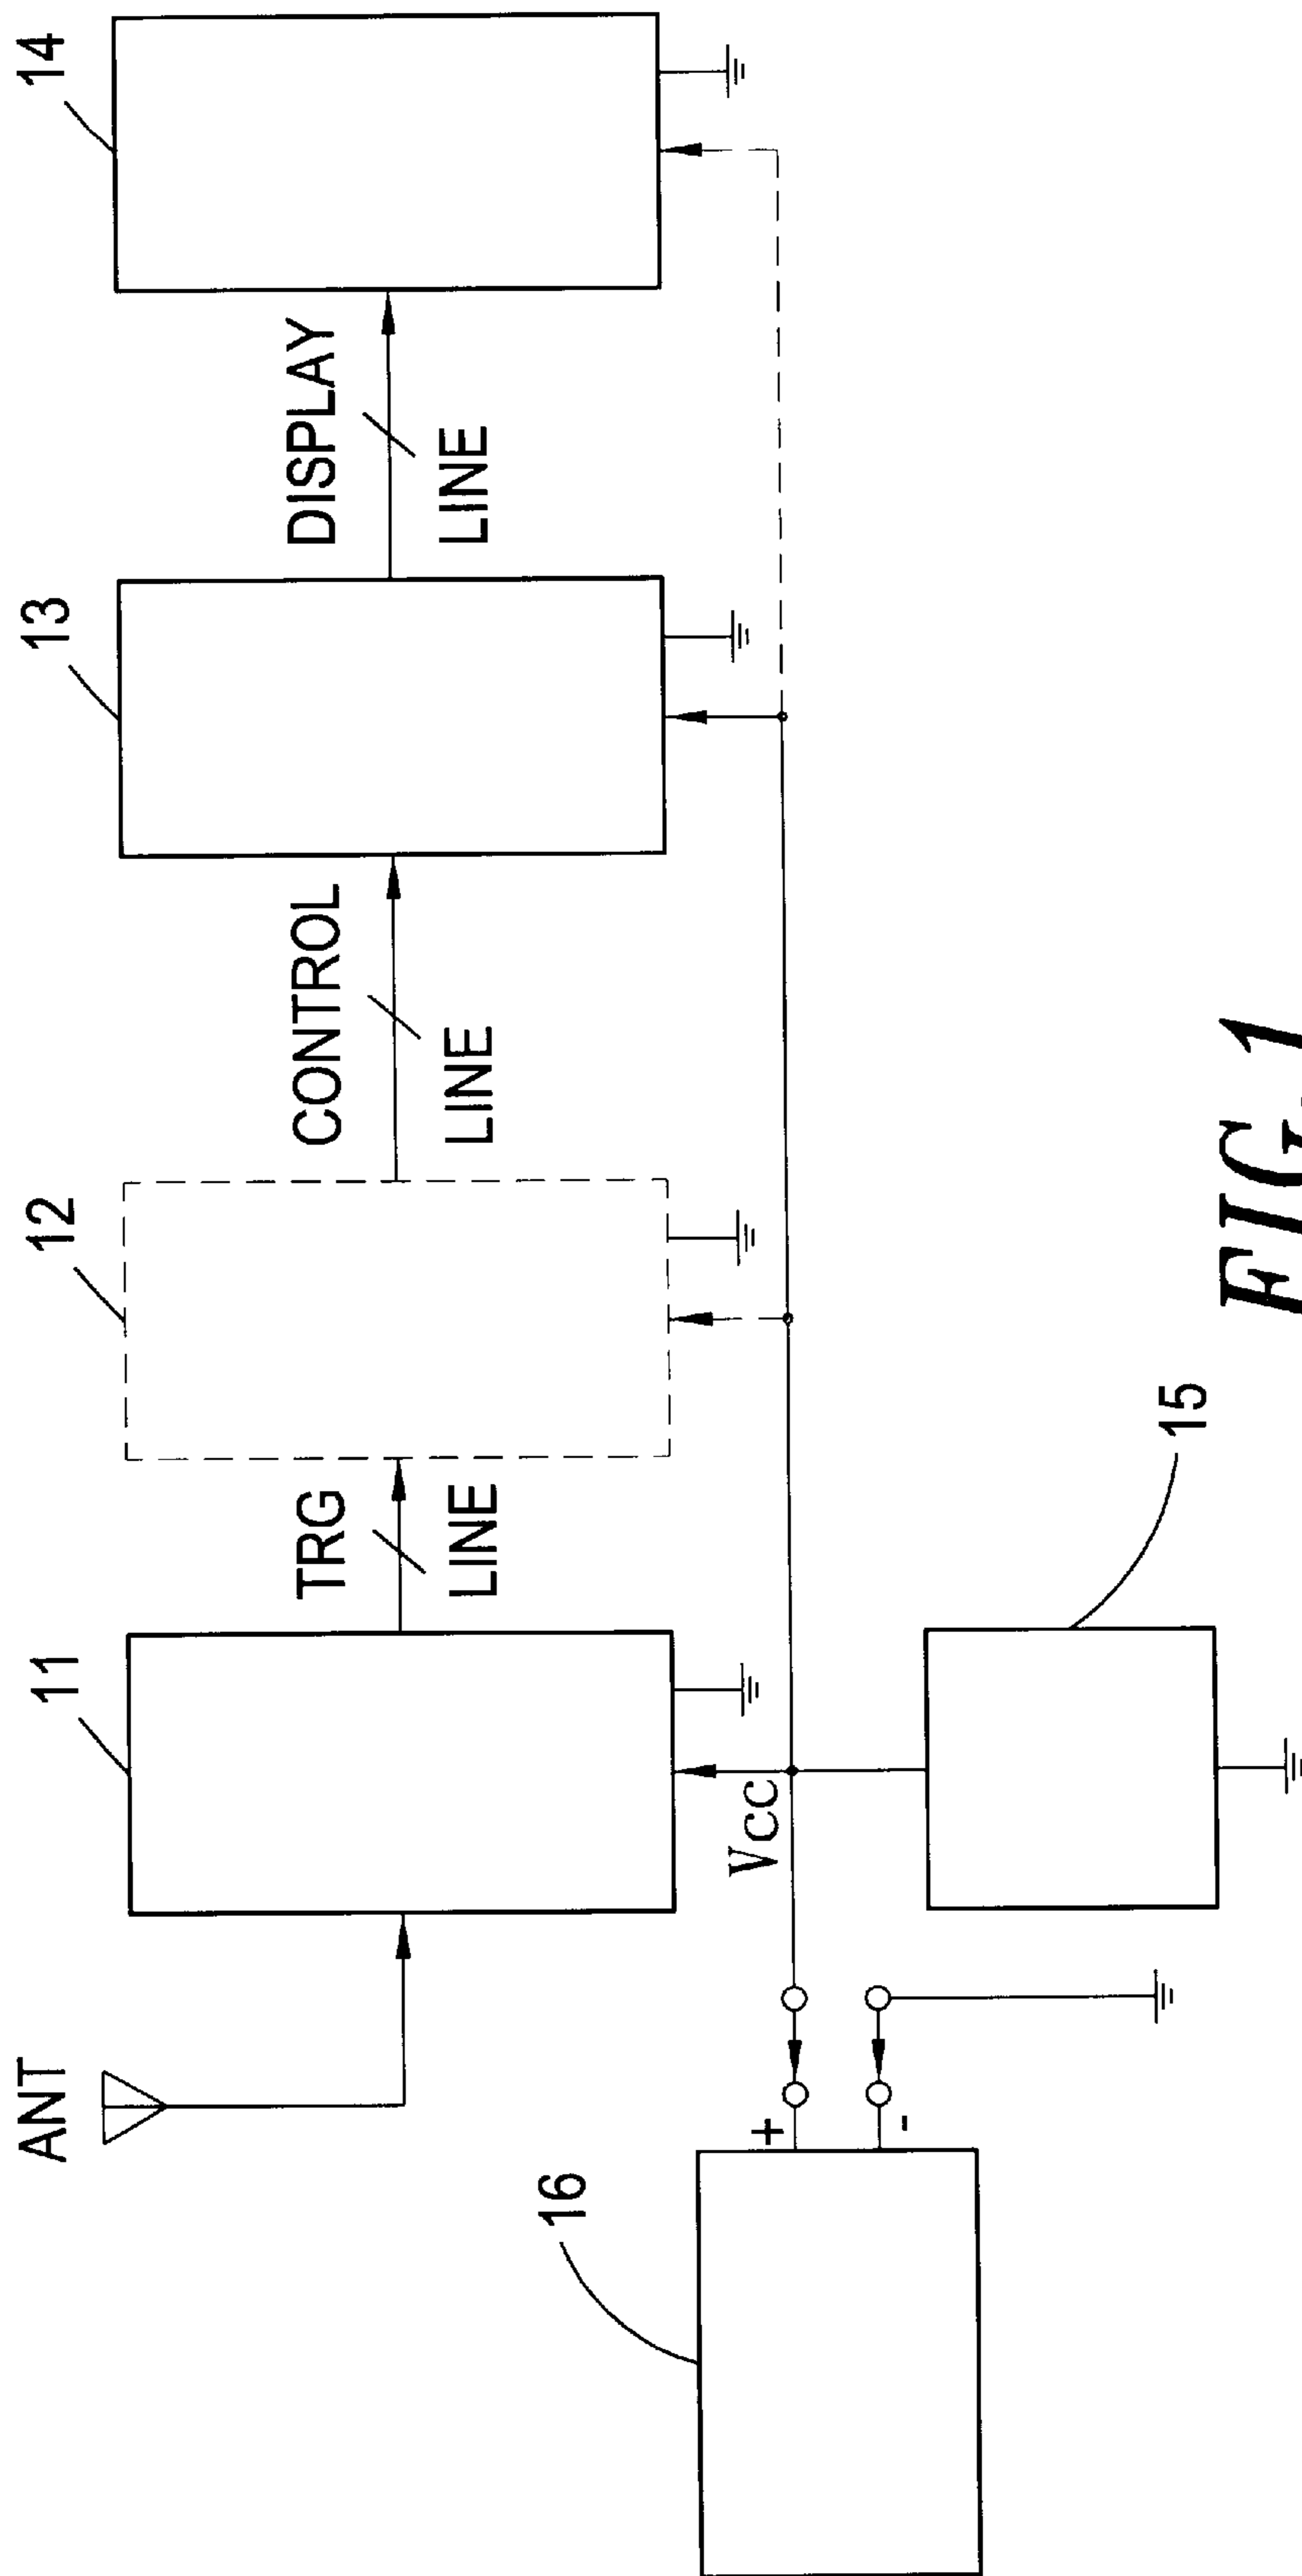 ANT
11
TRG
LINE
12
CONTROL
LINE
13
DISPLAY
LINE
14
Vcc
16
+
-
15
FIG. 1